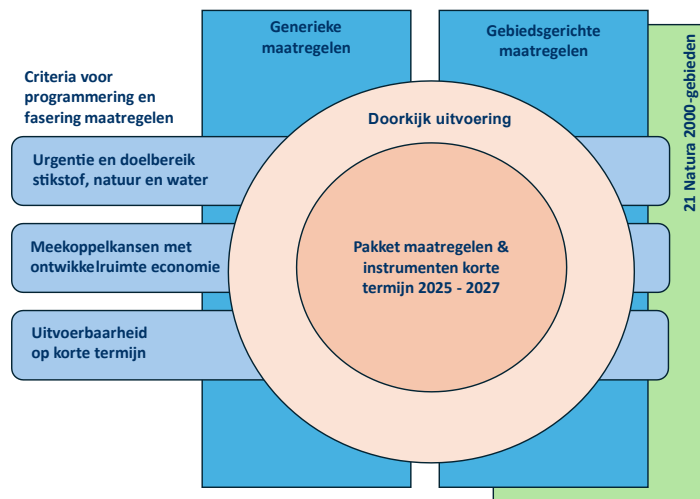 Generieke
maatregelen
Gebiedsgerichte
maatregelen
21 Natura 2000-gebieden
Criteria voor
programmering en
fasering maatregelen
Doorkijk uitvoering
Urgentie en doelbereik
stikstof, natuur en water
Meekoppelkansen met
ontwikkelruimte economie
Uitvoerbaarheid
op korte termijn
Pakket maatregelen &
instrumenten korte
termijn 2025 - 2027